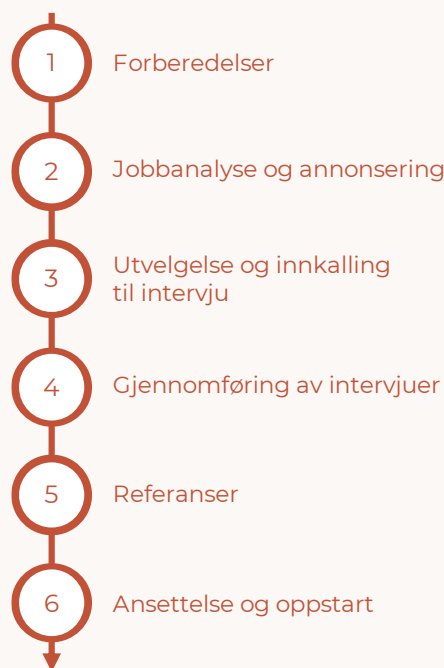 1
Forberedelser
2
Jobbanalyse og annonsering
3
Utvelgelse og innkalling
til intervju
4
Gjennomføring av intervjuer
5
Referanser
6
Ansettelse og oppstart